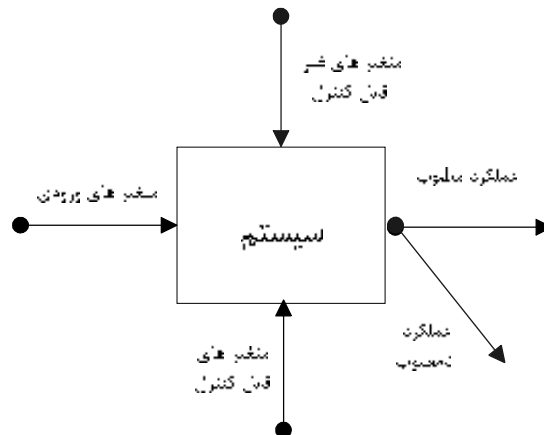 متغیر های غیر
قابل کنترل
متغیر های ورودی
عملکرد مطلوب
سیستم
عملکرد
نامطلوب
متغیر های
قابل کنترل